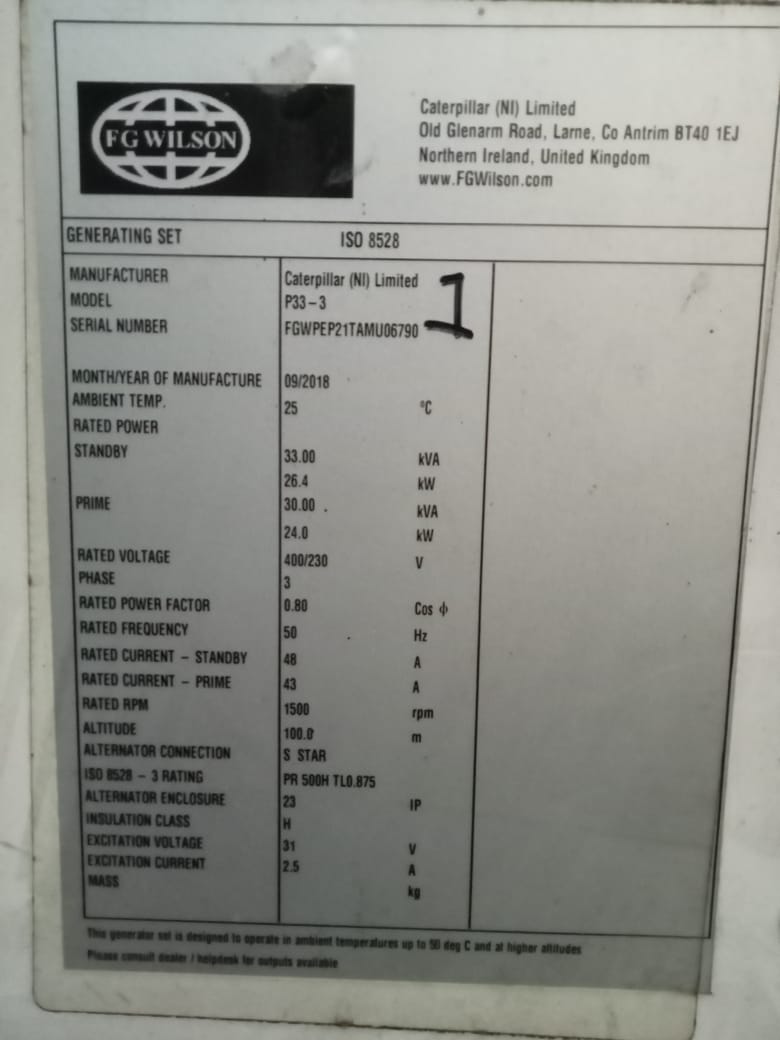 FG WILSON
Caterpillar (NI) Limited
Old Glenarm Road, Larne, Co Antrim BT40 1EJ
Northern Ireland, United Kingdom
www.FGWilson.com
GENERATING SET ISO 8528
MANUFACTURER Caterpillar (NI) Limited 1
MODEL P33-3
SERIAL NUMBER FGWPEP21TAMU06790
MONTH/YEAR OF MANUFACTURE 09/2018
AMBIENT TEMP. 25 °C
RATED POWER
STANDBY 33.00 kVA
26.4 kW
PRIME 30.00 kVA
24.0 kW
RATED VOLTAGE 400/230 V
PHASE 3
RATED POWER FACTOR 0.80 Cos ϕ
RATED FREQUENCY 50 Hz
RATED CURRENT - STANDBY 48 A
RATED CURRENT - PRIME 43 A
RATED RPM 1500 rpm
ALTITUDE 100.0 m
ALTERNATOR CONNECTION S STAR
ISO 8528 - 3 RATING PR 500H TL0.875
ALTERNATOR ENCLOSURE 23 IP
INSULATION CLASS H
EXCITATION VOLTAGE 31 V
EXCITATION CURRENT 2.5 A
MASS kg
This generator set is designed to operate in ambient temperatures up to 50 deg C and at higher altitudes
Please consult dealer / helpdesk for outputs available